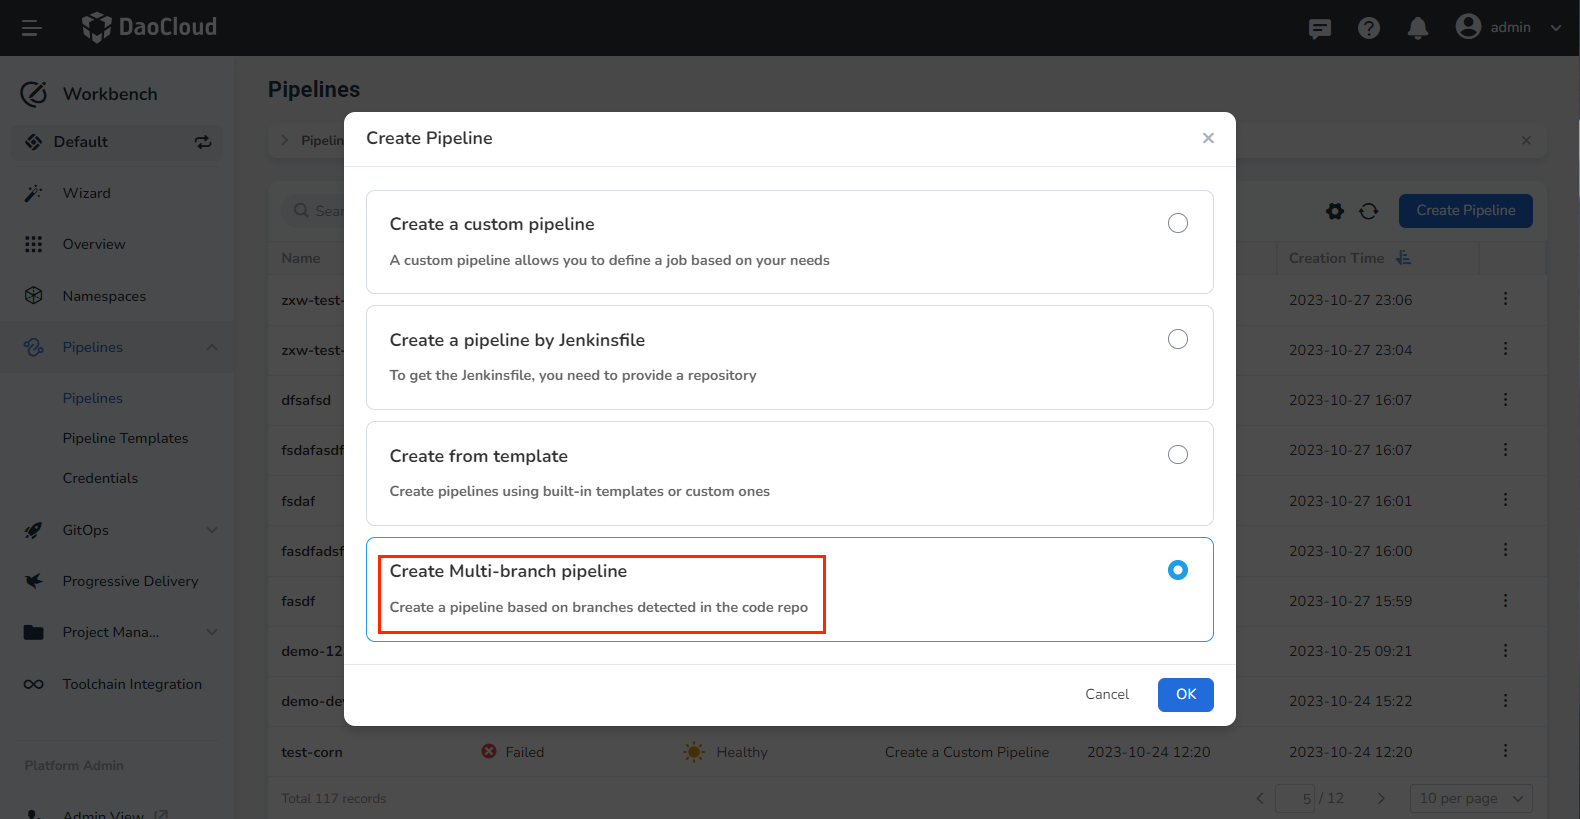 DaoCloud
admin
Workbench
Default
Wizard
Overview
Namespaces
Pipelines
Pipelines
Pipeline Templates
Credentials
GitOps
Progressive Delivery
Project Mana...
Toolchain Integration
Platform Admin
Admin View
Pipelines
Create Pipeline
Create a custom pipeline
A custom pipeline allows you to define a job based on your needs
Create a pipeline by Jenkinsfile
To get the Jenkinsfile, you need to provide a repository
Create from template
Create pipelines using built-in templates or custom ones
Create Multi-branch pipeline
Create a pipeline based on branches detected in the code repo
Cancel OK
Create Pipeline
Name Creation Time
zxw-test- 2023-10-27 23:06
zxw-test- 2023-10-27 23:04
dfsafsd 2023-10-27 16:07
fsdafasdf 2023-10-27 16:07
fsdaf 2023-10-27 16:01
fasdfadsf 2023-10-27 16:00
fasdf 2023-10-27 15:59
demo-12 2023-10-25 09:21
demo-de 2023-10-24 15:22
test-corn Failed Healthy Create a Custom Pipeline 2023-10-24 12:20 2023-10-24 12:20
Total 117 records 5 / 12 10 per page